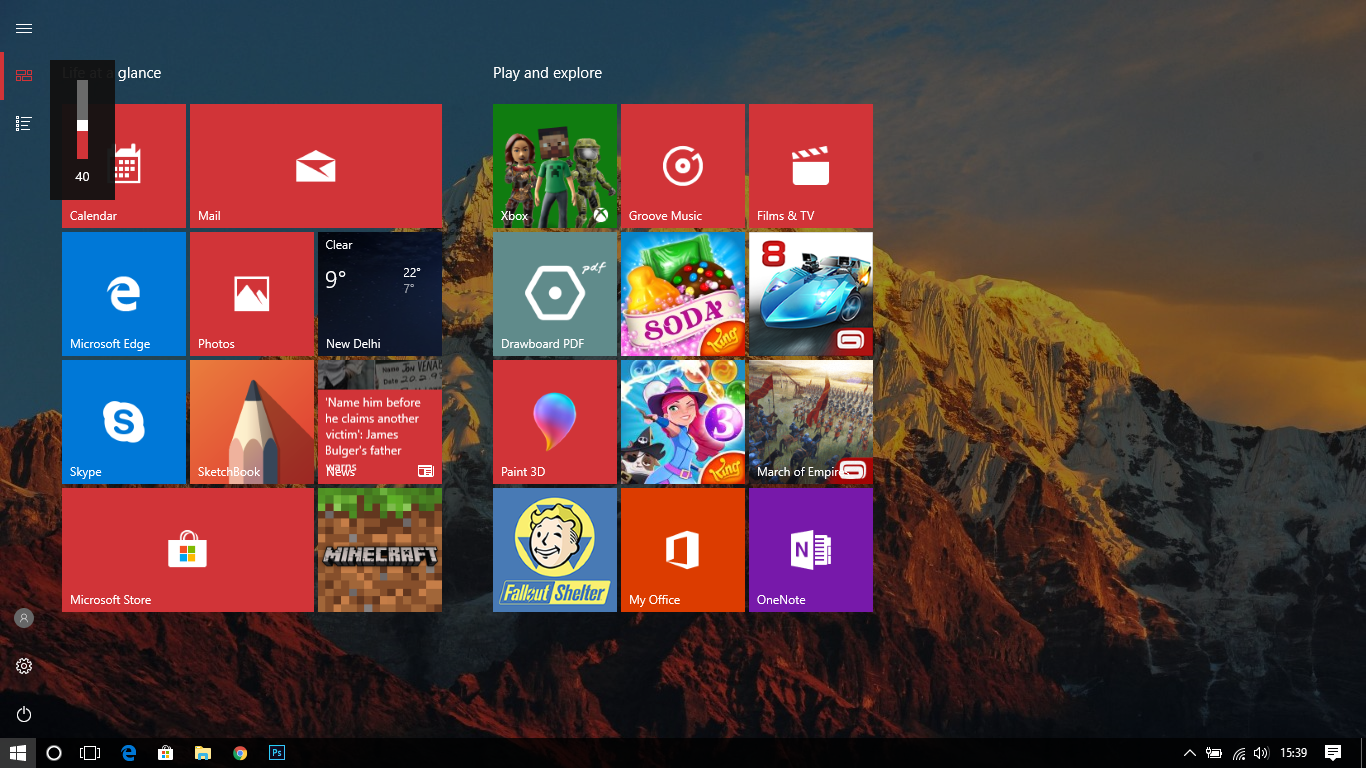 Life at a glance
Play and explore
40
Calendar
Mail
Xbox
Groove Music
Films & TV
Microsoft Edge
Photos
Clear
9°
22°
7°
New Delhi
pdf
Drawboard PDF
SODA
King
8
Skype
SketchBook
'Name him before
he claims another
victim': James
Bulger's father
warns
News
Paint 3D
3
King
March of Empires
Microsoft Store
MINECRAFT
Fallout Shelter
My Office
N
OneNote
Ps
15:39